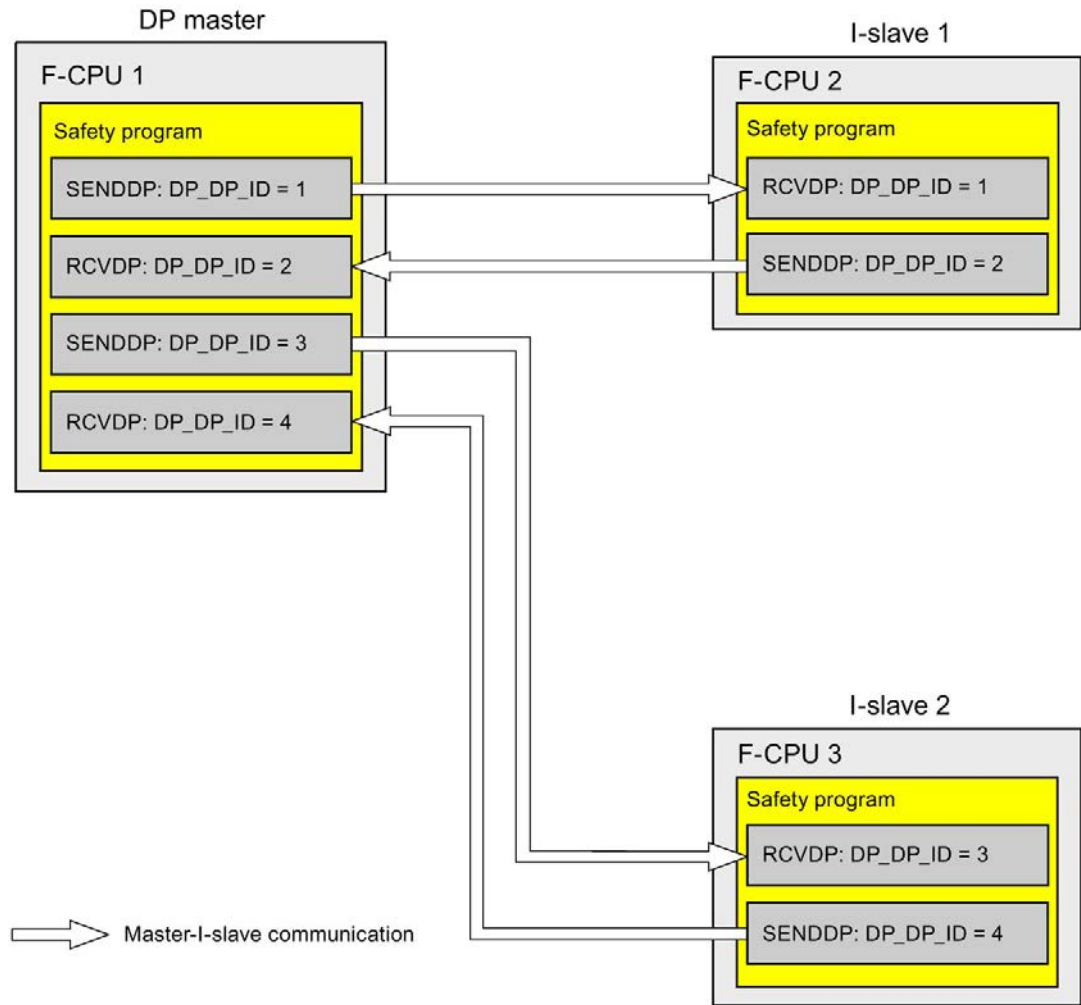 DP master
F-CPU 1
Safety program
SENDDP: DP_DP_ID = 1
RCVDP: DP_DP_ID = 2
SENDDP: DP_DP_ID = 3
RCVDP: DP_DP_ID = 4
I-slave 1
F-CPU 2
Safety program
RCVDP: DP_DP_ID = 1
SENDDP: DP_DP_ID = 2
I-slave 2
F-CPU 3
Safety program
RCVDP: DP_DP_ID = 3
SENDDP: DP_DP_ID = 4
Master-I-slave communication